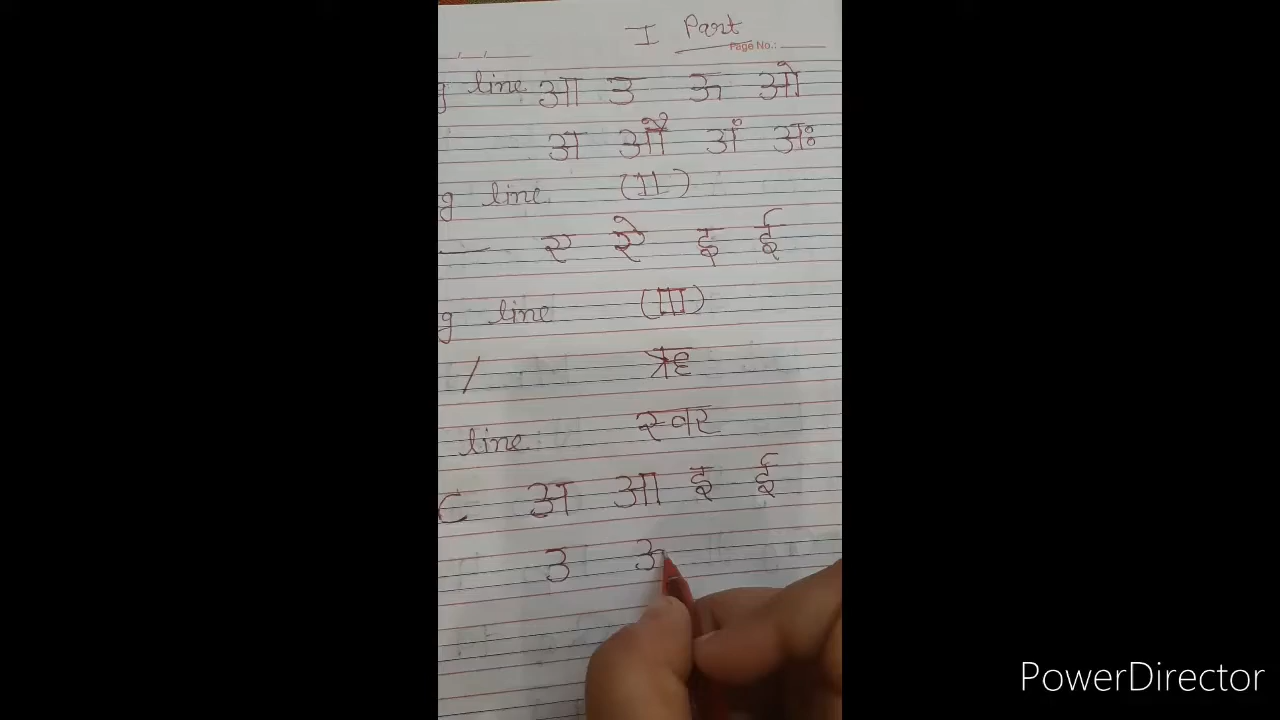 I Part
Page No.:
line आ उ ऊ ओ
अ औ अं अः
line (II)
ए ऐ इ ई
line (III)
ऋ
line स्वर
अ आ इ ई
उ
PowerDirector